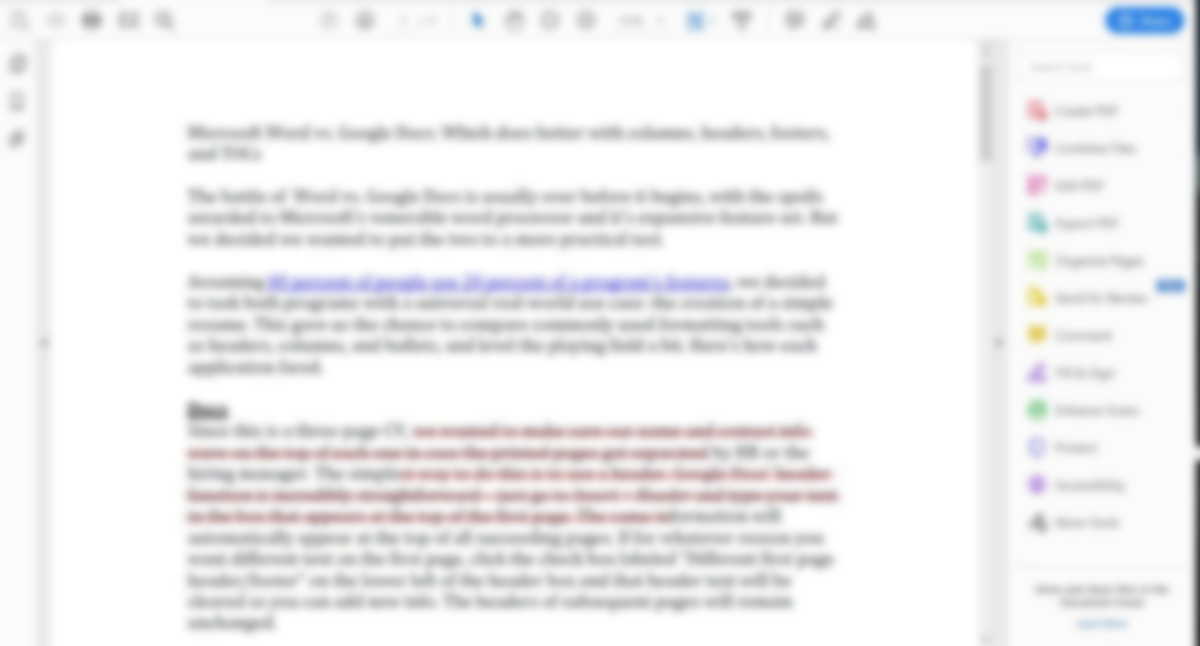 Microsoft Word vs. Google Docs: Which does better with columns, headers, footers,
and TOCs
The battle of Word vs. Google Docs is usually over before it begins, with the spoils
awarded to Microsoft's venerable word processor and it's expansive feature set. But
we decided we wanted to put the two to a more practical test.
Assuming 80 percent of people use 20 percent of a program's features, we decided
to task both programs with a universal real-world use case: the creation of a simple
resume. This gave us the chance to compare commonly used formatting tools such
as headers, columns, and bullets, and level the playing field a bit. Here's how each
application fared.
Docs
Since this is a three-page CV, we wanted to make sure our name and contact info
were on the top of each one in case the printed pages got separated by HR or the
hiring manager. The simplest way to do this is to use a header. Google Docs' header
function is incredibly straightforward—just go to Insert > Header and type your text
in the box that appears at the top of the first page. The same information will
automatically appear at the top of all succeeding pages. If for whatever reason you
want different text on the first page, click the check box labeled "Different first page
header/footer" on the lower left of the header box and that header text will be
cleared so you can add new info. The headers of subsequent pages will remain
unchanged.
Create PDF
Combine Files
Edit PDF
Export PDF
Organize Pages
Send for Review
Comment
Fill & Sign
Enhance Scans
Protect
Accessibility
More Tools
Store and share files in the
Document Cloud
Learn More